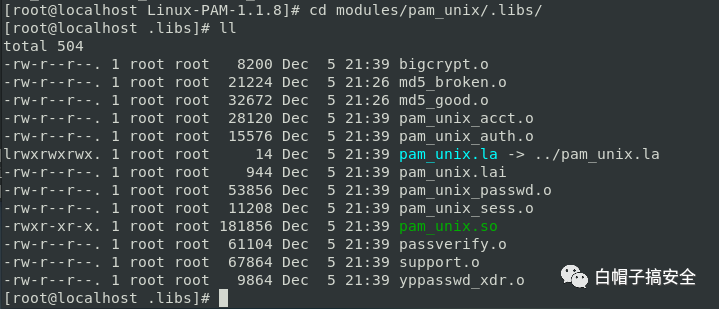 [root@localhost Linux-PAM-1.1.8]# cd modules/pam_unix/.libs/
[root@localhost .libs]# ll
total 504
-rw-r--r--. 1 root root   8200 Dec  5 21:39 bigcrypt.o
-rw-r--r--. 1 root root  21224 Dec  5 21:26 md5_broken.o
-rw-r--r--. 1 root root  32672 Dec  5 21:26 md5_good.o
-rw-r--r--. 1 root root  28120 Dec  5 21:39 pam_unix_acct.o
-rw-r--r--. 1 root root  15576 Dec  5 21:39 pam_unix_auth.o
lrwxrwxrwx. 1 root root     14 Dec  5 21:39 pam_unix.la -> ../pam_unix.la
-rw-r--r--. 1 root root    944 Dec  5 21:39 pam_unix.lai
-rw-r--r--. 1 root root  53856 Dec  5 21:39 pam_unix_passwd.o
-rw-r--r--. 1 root root  11208 Dec  5 21:39 pam_unix_sess.o
-rwxr-xr-x. 1 root root 181856 Dec  5 21:39 pam_unix.so
-rw-r--r--. 1 root root  61104 Dec  5 21:39 passverify.o
-rw-r--r--. 1 root root  67864 Dec  5 21:39 support.o
-rw-r--r--. 1 root root   9864 Dec  5 21:39 yppasswd_xdr.o
[root@localhost .libs]#
白帽子搞安全